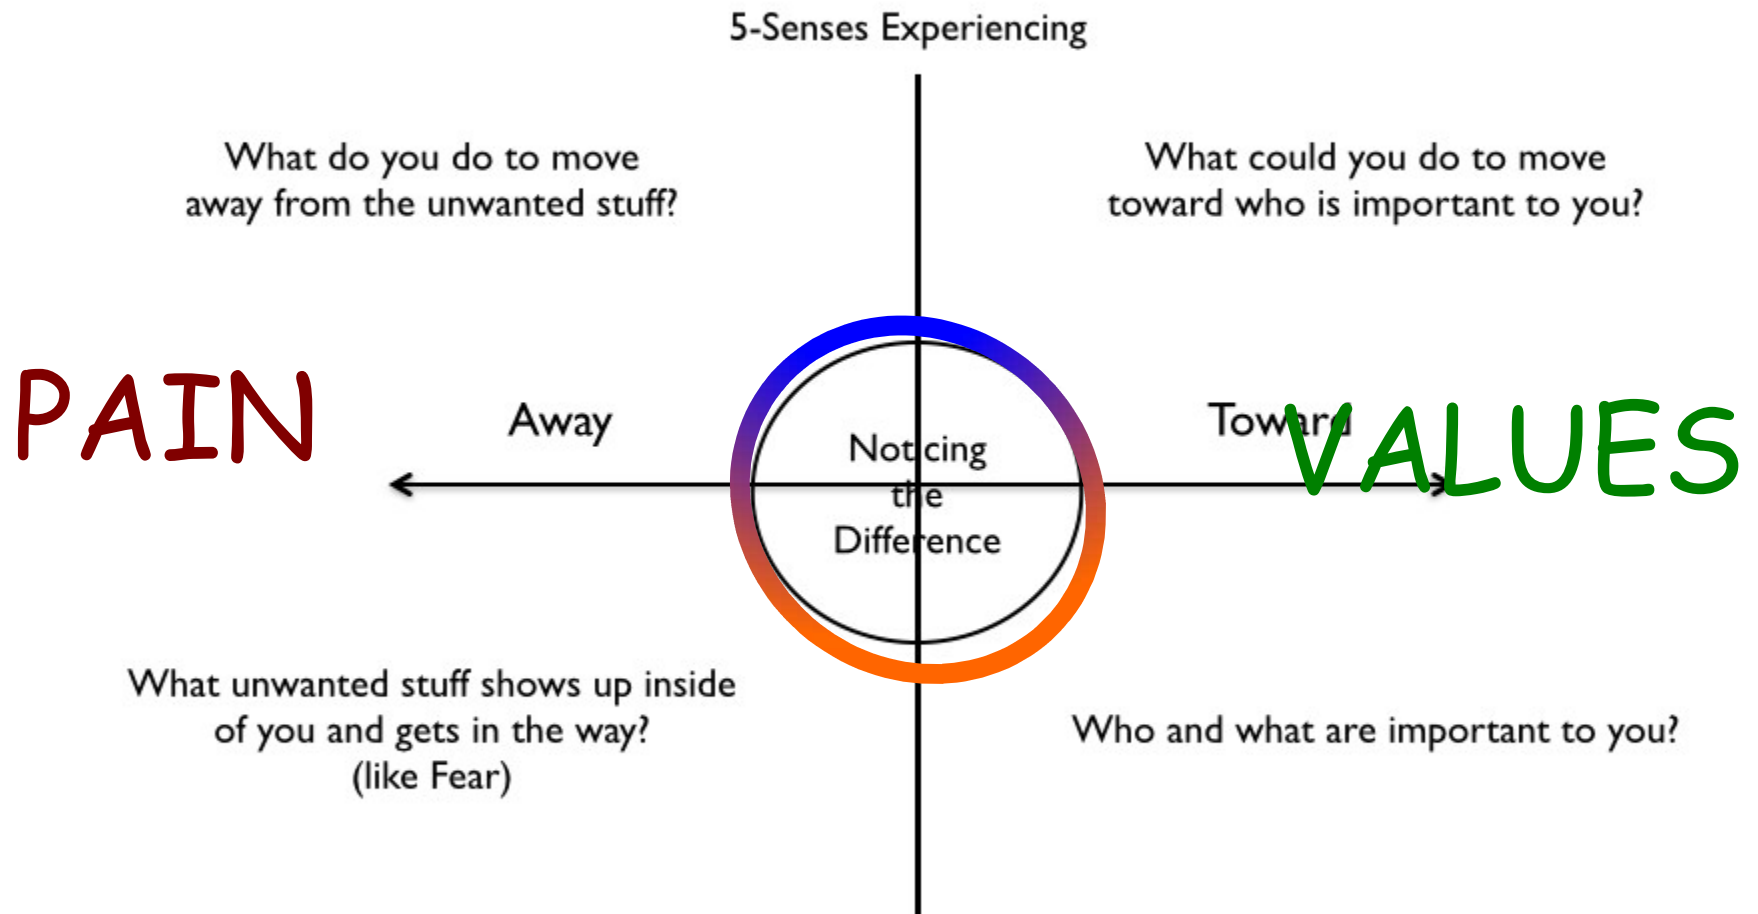 5-Senses Experiencing
What do you do to move
away from the unwanted stuff?
What could you do to move
toward who is important to you?
PAIN
Away
Noticing
the
Difference
Toward
VALUES
What unwanted stuff shows up inside
of you and gets in the way?
(like Fear)
Who and what are important to you?